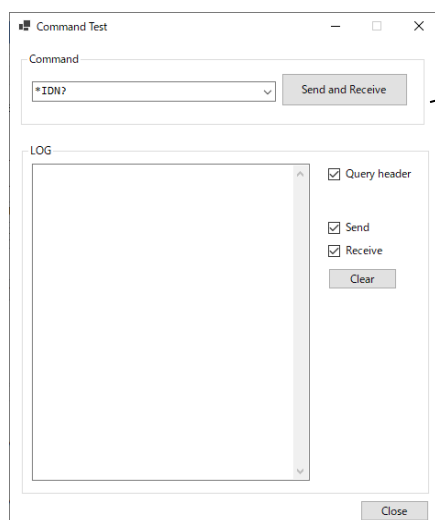 Command Test
Command
*IDN?
Send and Receive
LOG
Query header
Send
Receive
Clear
Close